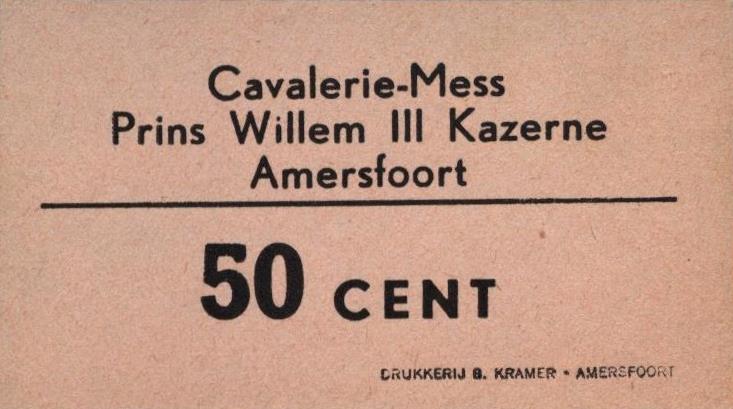 Cavalerie-Mess
Prins Willem III Kazerne
Amersfoort
50 CENT
DRUKKERIJ B. KRAMER • AMERSFOORT